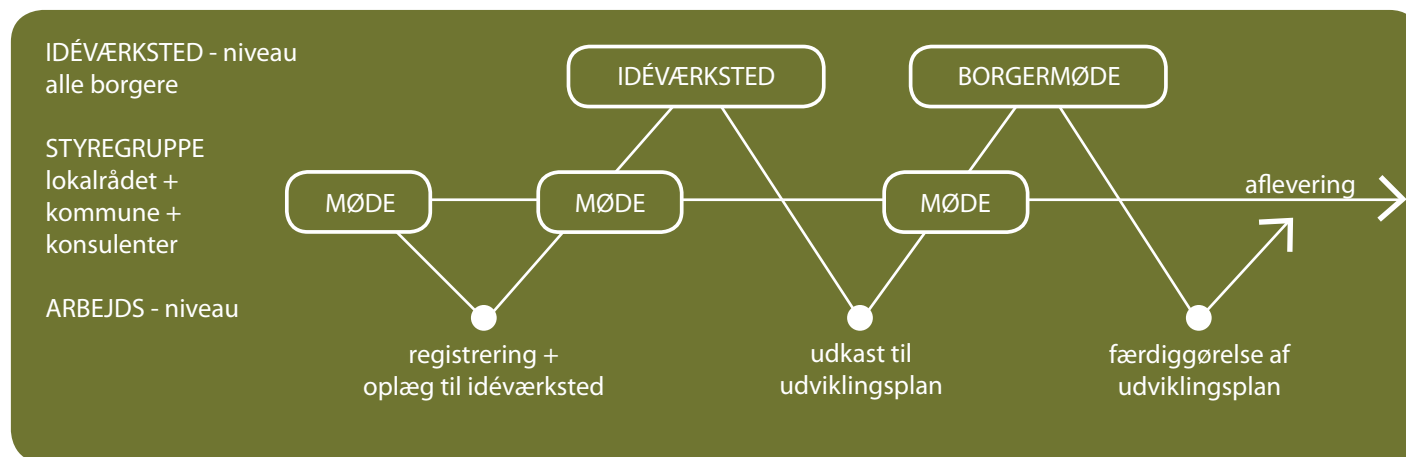 IDÉVÆRKSTED - niveau
alle borgere
IDÉVÆRKSTED
BORGERMØDE
STYREGRUPPE
lokalrådet +
kommune +
konsulenter
MØDE
MØDE
MØDE
aflevering
ARBEJDS - niveau
registrering +
oplæg til idéværksted
udkast til
udviklingsplan
færdiggørelse af
udviklingsplan